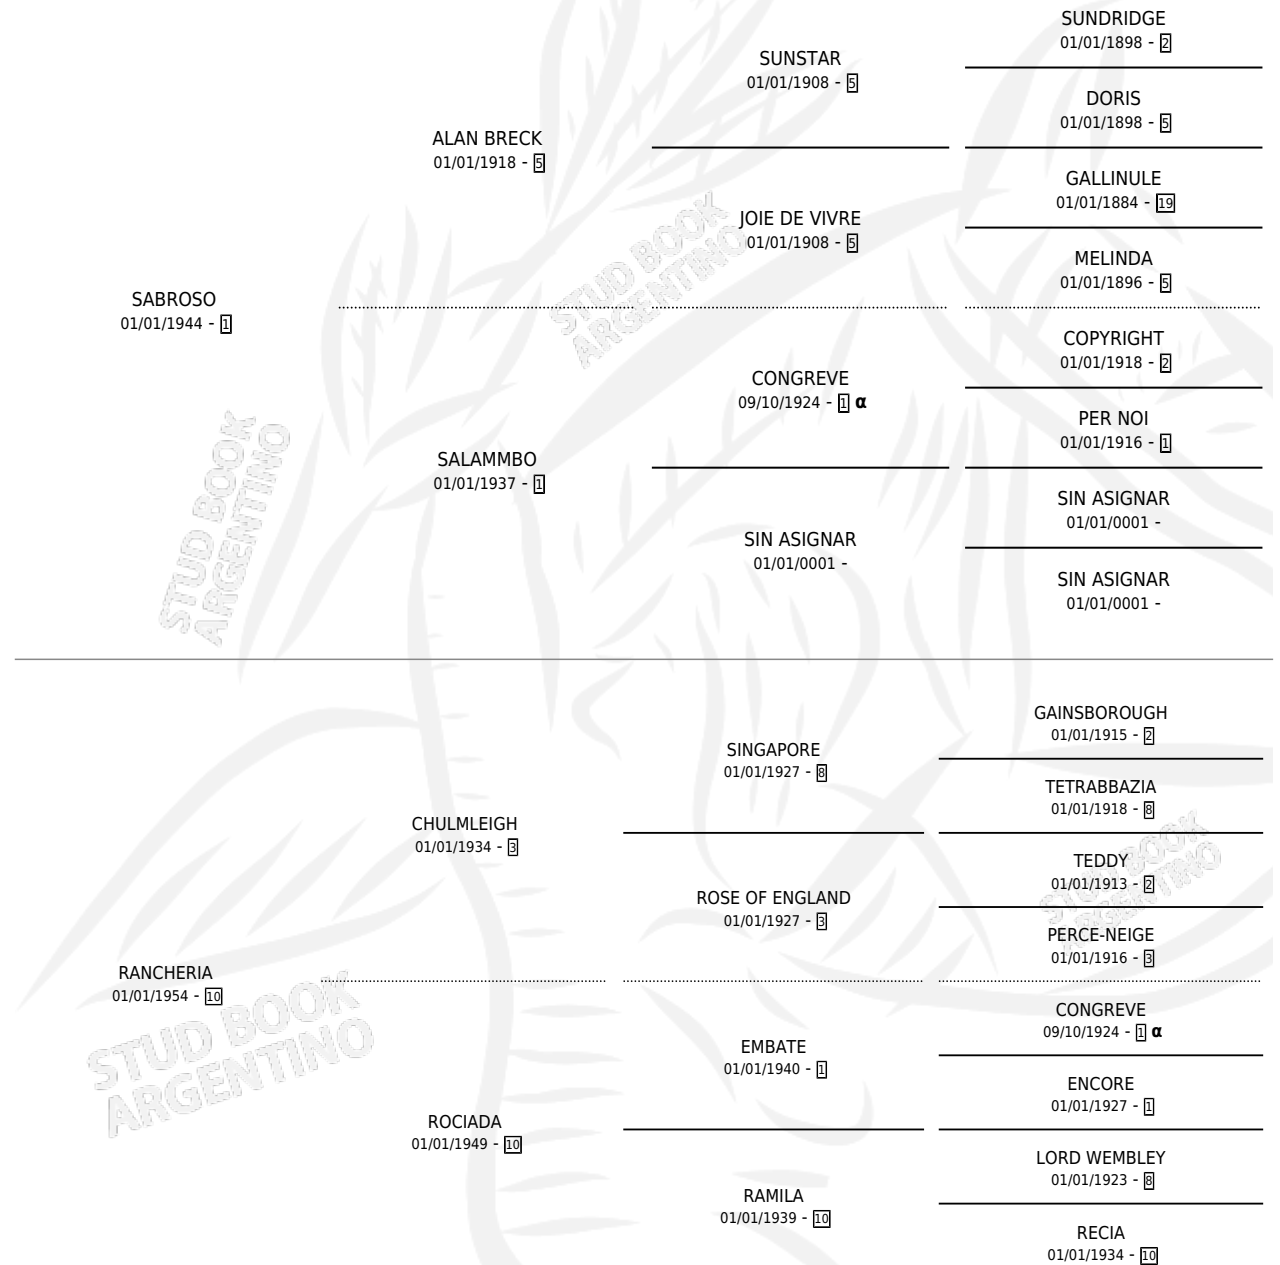 SUNDRIDGE
01/01/1898 - 2
SUNSTAR
01/01/1908 - 5
DORIS
01/01/1898 - 5
ALAN BRECK
01/01/1918 - 5
GALLINULE
01/01/1884 - 19
JOIE DE VIVRE
01/01/1908 - 5
MELINDA
01/01/1896 - 5
SABROSO
01/01/1944 - 1
COPYRIGHT
01/01/1918 - 2
CONGREVE
09/10/1924 - 1 α
PER NOI
01/01/1916 - 1
SALAMMBO
01/01/1937 - 1
SIN ASIGNAR
01/01/0001 -
SIN ASIGNAR
01/01/0001 -
SIN ASIGNAR
01/01/0001 -
STUD BOOK
ARGENTINO
STUD BOOK
ARGENTINO
GAINSBOROUGH
01/01/1915 - 2
SINGAPORE
01/01/1927 - 8
TETRABBAZIA
01/01/1918 - 8
CHULMLEIGH
01/01/1934 - 3
TEDDY
01/01/1913 - 2
ROSE OF ENGLAND
01/01/1927 - 3
PERCE-NEIGE
01/01/1916 - 3
RANCHERIA
01/01/1954 - 10
CONGREVE
09/10/1924 - 1 α
EMBATE
01/01/1940 - 1
ENCORE
01/01/1927 - 1
ROCIADA
01/01/1949 - 10
LORD WEMBLEY
01/01/1923 - 8
RAMILA
01/01/1939 - 10
RECIA
01/01/1934 - 10
STUD BOOK
ARGENTINO
STUD BOOK
ARGENTINO